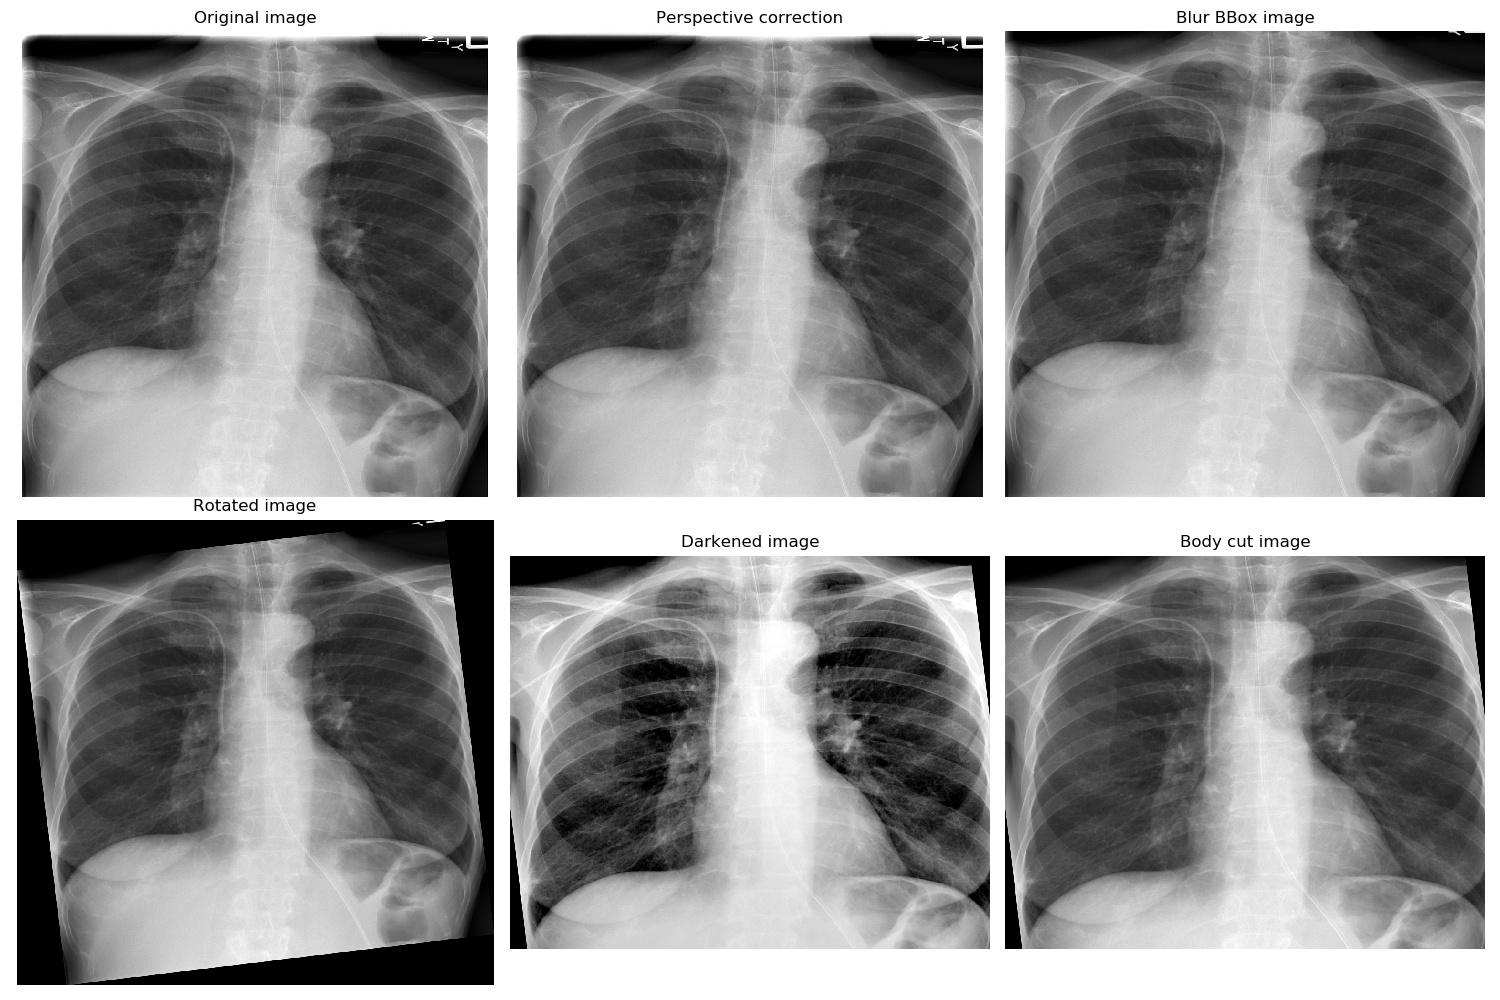 Original image
Perspective correction
Blur BBox image
Rotated image
Darkened image
Body cut image